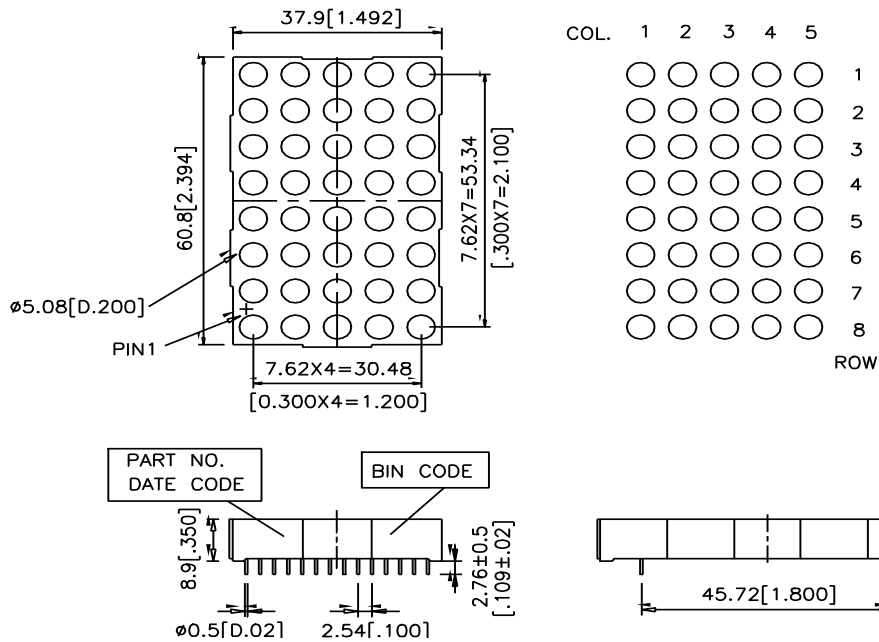 37.9[1.492]
COL. 1 2 3 4 5
1
2
3
4
5
6
7
8
ROW
60.8[2.394]
7.62X7=53.34
[.300X7=2.100]
ø5.08[D.200]
PIN1
7.62X4=30.48
[0.300X4=1.200]
PART NO.
DATE CODE
BIN CODE
8.9[.350]
2.76±0.5
[.109±.02]
ø0.5[D.02]
2.54[.100]
45.72[1.800]